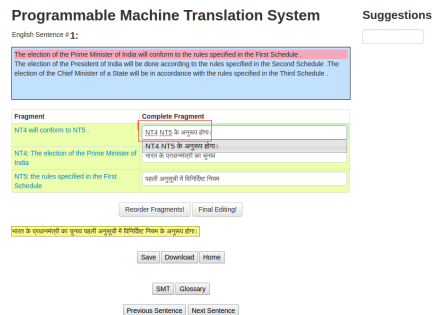 Programmable Machine Translation System
Suggestions
English Sentence # 1:
The election of the Prime Minister of India will conform to the rules specified in the First Schedule .
The election of the President of India will be done according to the rules specified in the Second Schedule .The
election of the Chief Minister of a State will be in accordance with the rules specified in the Third Schedule .
Fragment
Complete Fragment
NT4 will conform to NT5 .
NT4 NT5 के अनुरूप होगा।
NT4 NT5 के अनुरूप होगा।
NT4: The election of the Prime Minister of
India
भारत के प्रधानमंत्री का चुनाव
NT5: the rules specified in the First
Schedule
पहली अनुसूची में विनिर्दिष्ट नियम
Reorder Fragments!
Final Editing!
भारत के प्रधानमंत्री का चुनाव पहली अनुसूची में विनिर्दिष्ट नियम के अनुरूप होगा।
Save
Download
Home
SMT
Glossary
Previous Sentence
Next Sentence